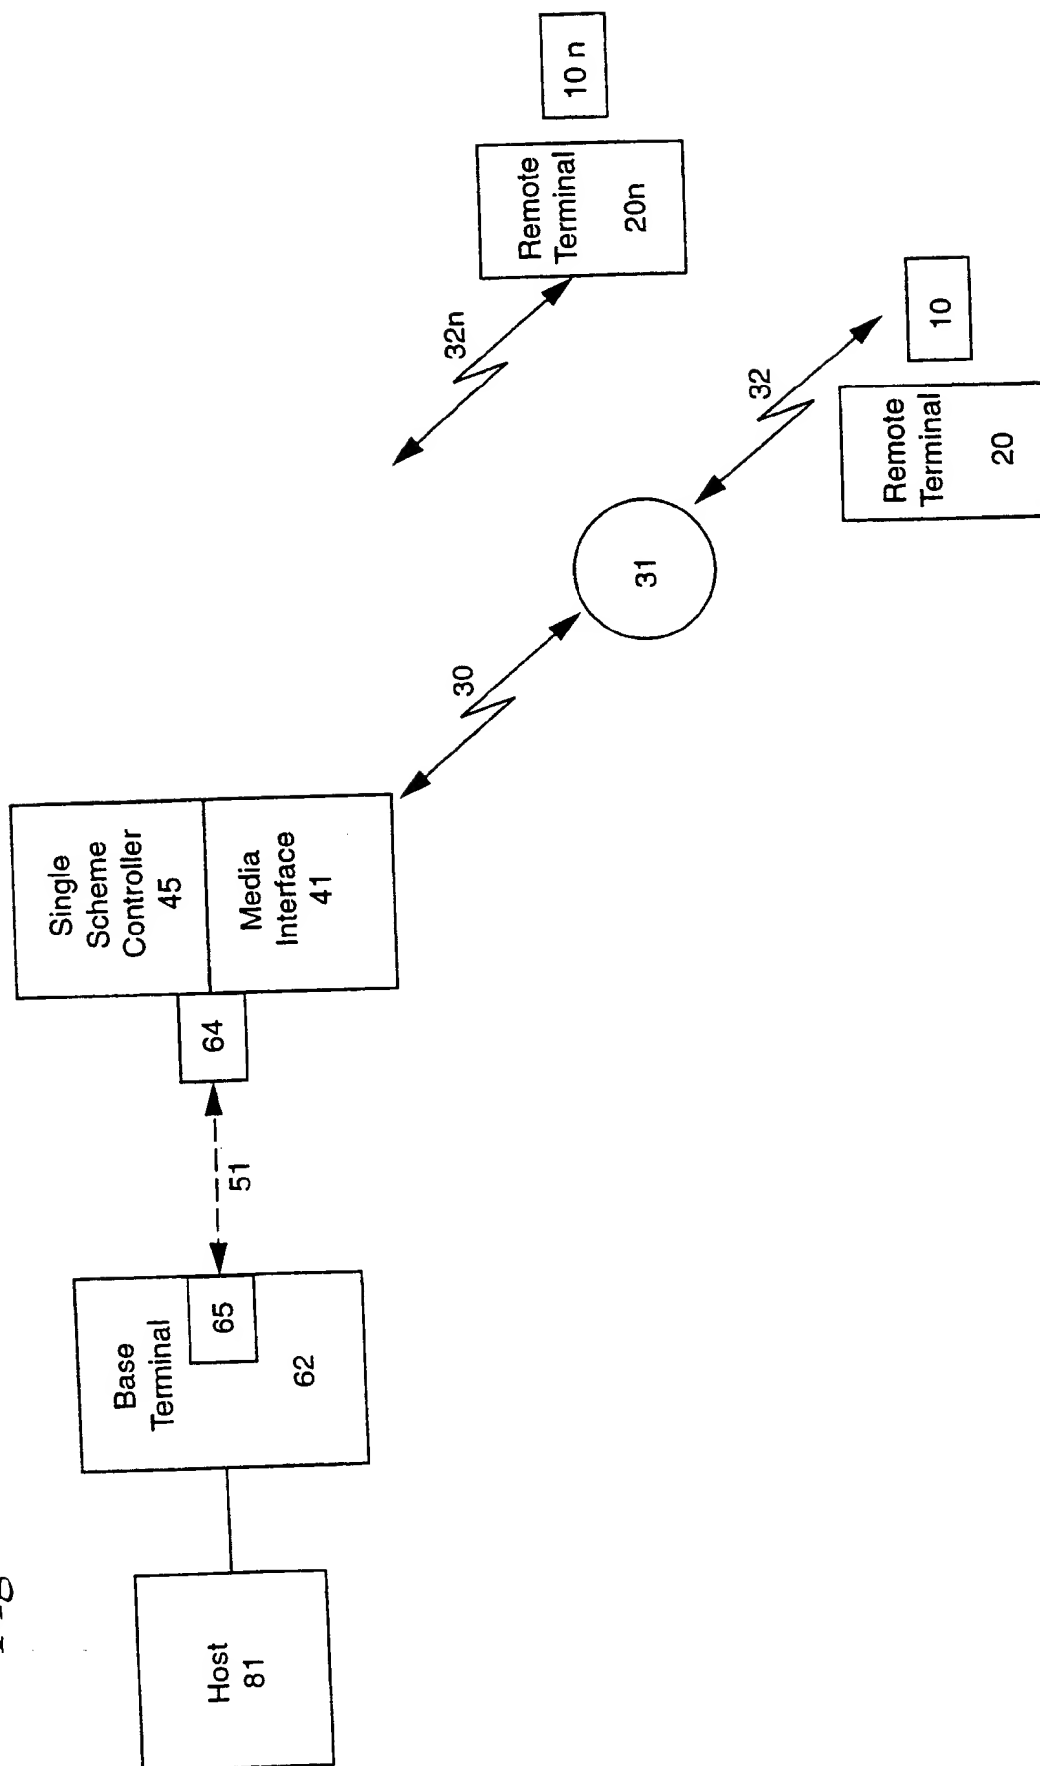 Host
81
Base
Terminal
65
62
51
64
Single
Scheme
Controller
45
Media
Interface
41
30
31
32
32n
Remote
Terminal
20
10
Remote
Terminal
20n
10 n